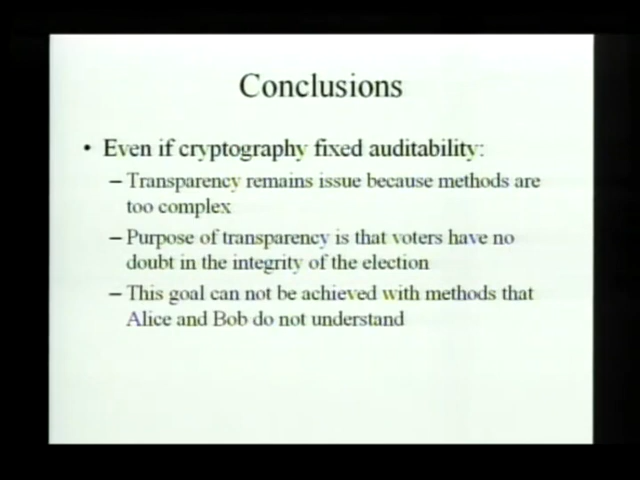 Conclusions
• Even if cryptography fixed auditability:
– Transparency remains issue because methods are
too complex
– Purpose of transparency is that voters have no
doubt in the integrity of the election
– This goal can not be achieved with methods that
Alice and Bob do not understand